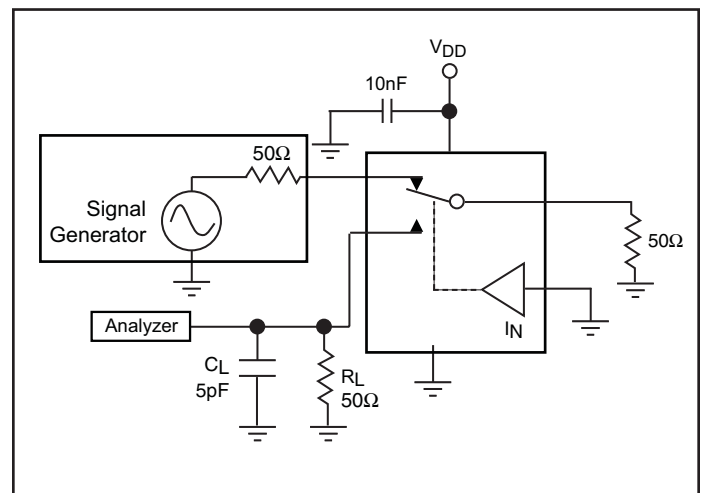 VDD
10nF
50Ω
Signal
Generator
50Ω
IN
Analyzer
CL
5pF
RL
50Ω